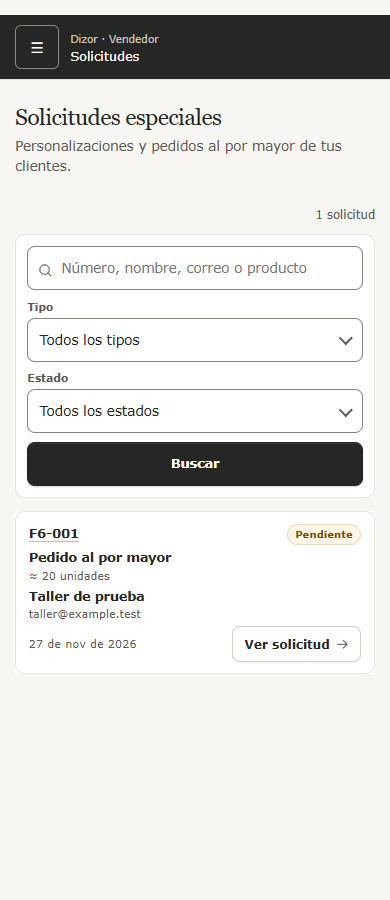 ☰
Dizor · Vendedor
Solicitudes
Solicitudes especiales
Personalizaciones y pedidos al por mayor de tus
clientes.
1 solicitud
Número, nombre, correo o producto
Tipo
Todos los tipos
Estado
Todos los estados
Buscar
F6-001
Pendiente
Pedido al por mayor
≈ 20 unidades
Taller de prueba
taller@example.test
27 de nov de 2026
Ver solicitud →